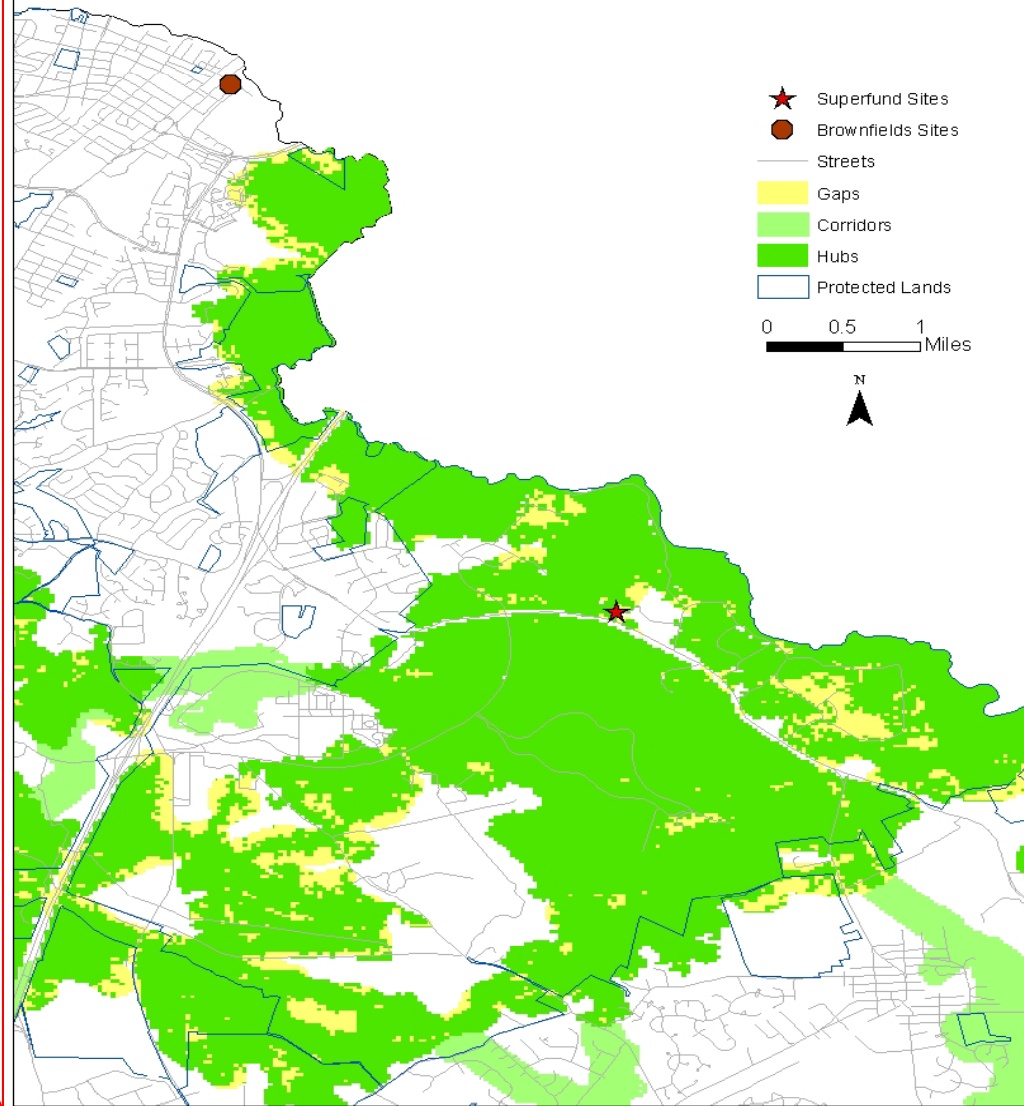 Superfund Sites
Brownfields Sites
Streets
Gaps
Corridors
Hubs
Protected Lands
0 0.5 1
Miles
N